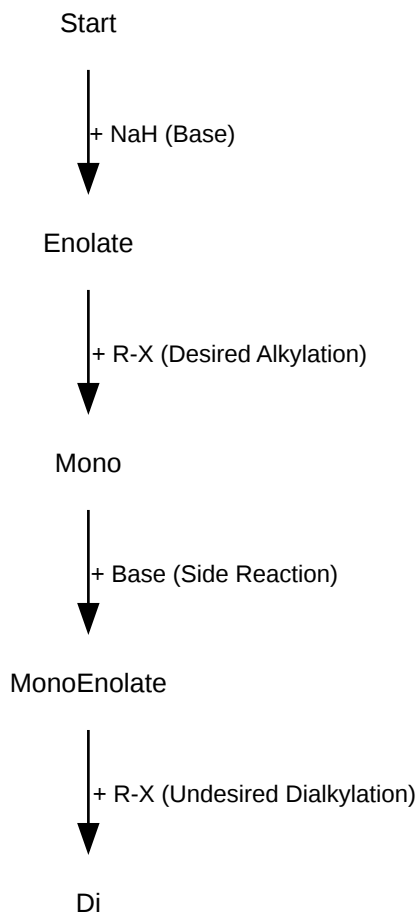 Start
+ NaH (Base)
Enolate
+ R-X (Desired Alkylation)
Mono
+ Base (Side Reaction)
MonoEnolate
+ R-X (Undesired Dialkylation)
Di